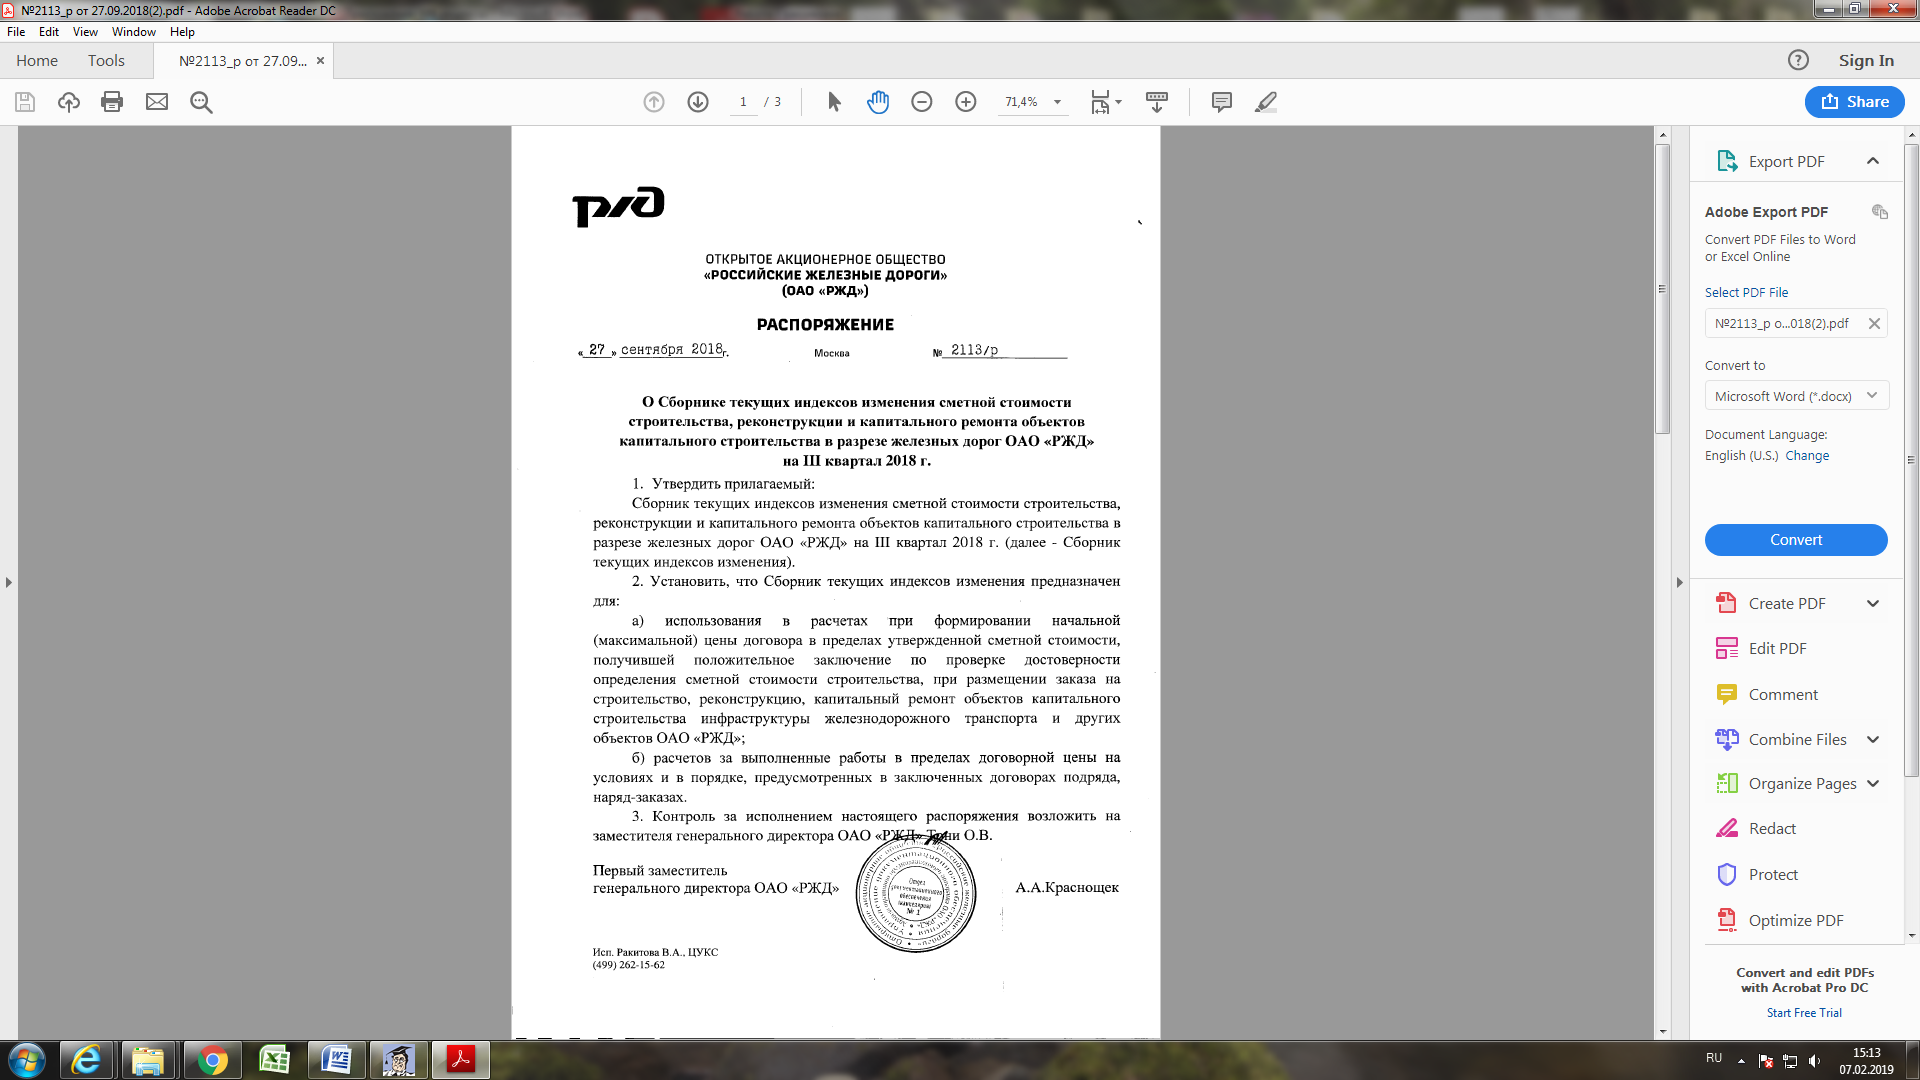 №2113_р от 27.09.2018(2).pdf - Adobe Acrobat Reader DC
File Edit View Window Help
Home Tools №2113_р от 27.09... × Sign In
1 / 3 71,4% Share
РЖД
ОТКРЫТОЕ АКЦИОНЕРНОЕ ОБЩЕСТВО
«РОССИЙСКИЕ ЖЕЛЕЗНЫЕ ДОРОГИ»
(ОАО «РЖД»)
РАСПОРЯЖЕНИЕ
« 27 » сентября 2018г. Москва № 2113/р
О Сборнике текущих индексов изменения сметной стоимости
строительства, реконструкции и капитального ремонта объектов
капитального строительства в разрезе железных дорог ОАО «РЖД»
на III квартал 2018 г.
1. Утвердить прилагаемый:
Сборник текущих индексов изменения сметной стоимости строительства,
реконструкции и капитального ремонта объектов капитального строительства в
разрезе железных дорог ОАО «РЖД» на III квартал 2018 г. (далее - Сборник
текущих индексов изменения).
2. Установить, что Сборник текущих индексов изменения предназначен
для:
а) использования в расчетах при формировании начальной
(максимальной) цены договора в пределах утвержденной сметной стоимости,
получившей положительное заключение по проверке достоверности
определения сметной стоимости строительства, при размещении заказа на
строительство, реконструкцию, капитальный ремонт объектов капитального
строительства инфраструктуры железнодорожного транспорта и других
объектов ОАО «РЖД»;
б) расчетов за выполненные работы в пределах договорной цены на
условиях и в порядке, предусмотренных в заключенных договорах подряда,
наряд-заказах.
3. Контроль за исполнением настоящего распоряжения возложить на
заместителя генерального директора ОАО «РЖД» Тони О.В.
Первый заместитель
генерального директора ОАО «РЖД» А.А.Краснощек
Отдел
документационного
обеспечения
№ 1
Исп. Ракитова В.А., ЦУКС
(499) 262-15-62
Export PDF
Adobe Export PDF
Convert PDF Files to Word
or Excel Online
Select PDF File
№2113_р о...018(2).pdf
Convert to
Microsoft Word (*.docx)
Document Language:
English (U.S.) Change
Convert
Create PDF
Edit PDF
Comment
Combine Files
Organize Pages
Redact
Protect
Optimize PDF
Convert and edit PDFs
with Acrobat Pro DC
Start Free Trial
RU
15:13
07.02.2019